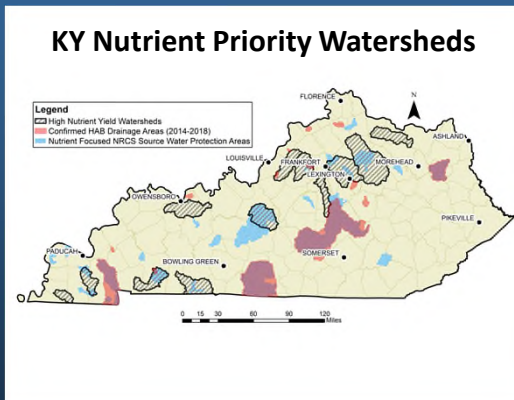 KY Nutrient Priority Watersheds
FLORENCE
N
Legend
High Nutrient Yield Watersheds
Confirmed HAB Drainage Areas (2014-2018)
Nutrient Focused NRCS Source Water Protection Areas
ASHLAND
LOUISVILLE
FRANKFORT
MOREHEAD
LEXINGTON
OWENSBORO
PIKEVILLE
PADUCAH
BOWLING GREEN
SOMERSET
0 15 30 60 90 120
Miles